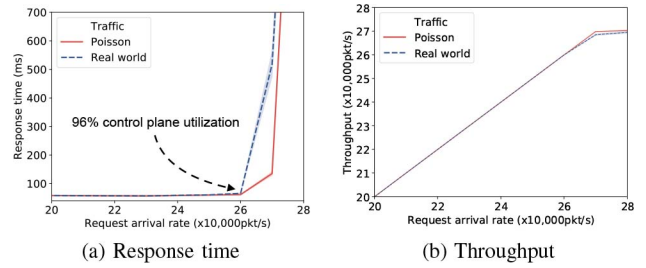 700
600
500
400
300
200
100
Response time (ms)
Traffic
Poisson
Real world
96% control plane utilization
20 22 24 26 28
Request arrival rate (x10,000pkt/s)
(a) Response time
28
27
26
25
24
23
22
21
20
Throughput (x10,000pkt/s)
Traffic
Poisson
Real world
20 22 24 26 28
Request arrival rate (x10,000pkt/s)
(b) Throughput